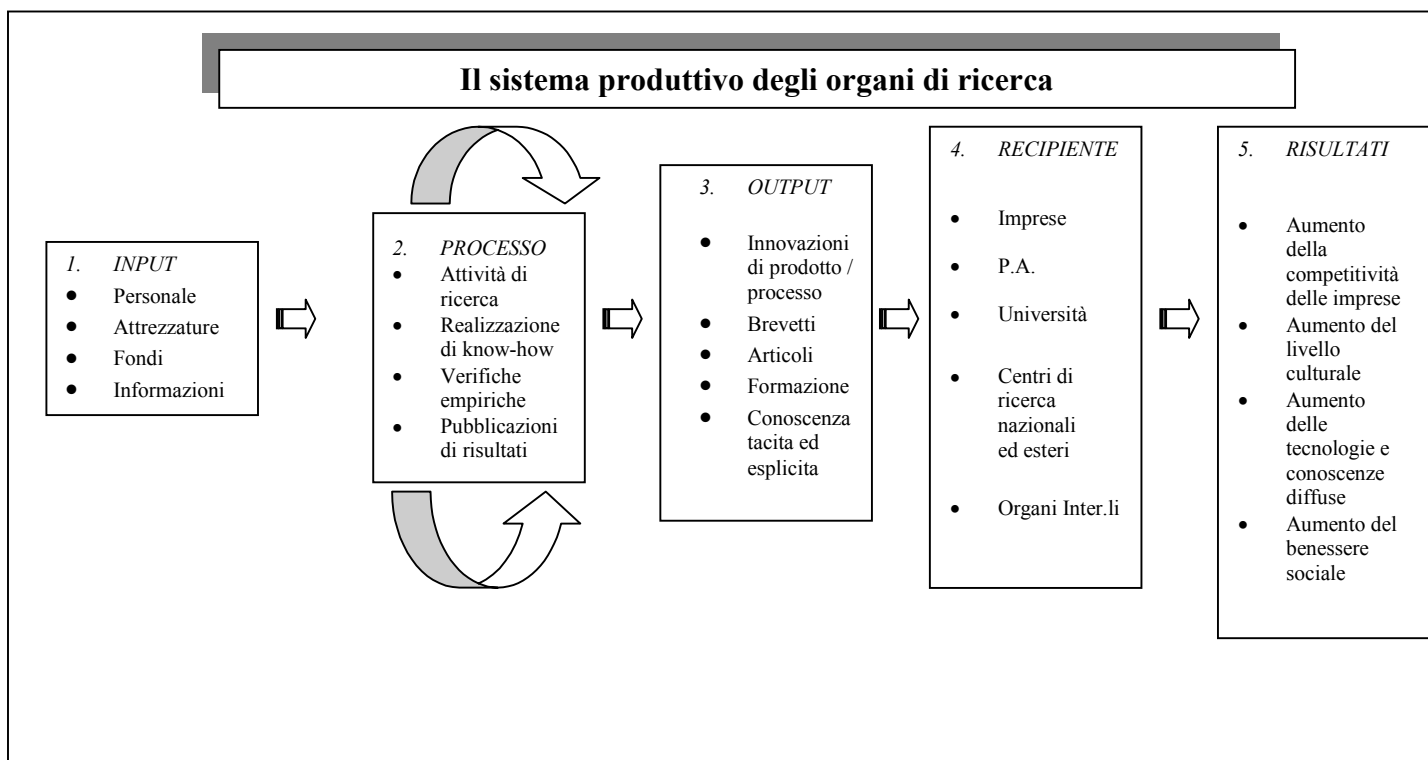 Il sistema produttivo degli organi di ricerca
1. INPUT
• Personale
• Attrezzature
• Fondi
• Informazioni
2. PROCESSO
• Attività di
ricerca
• Realizzazione
di know-how
• Verifiche
empiriche
• Pubblicazioni
di risultati
3. OUTPUT
• Innovazioni
di prodotto /
processo
• Brevetti
• Articoli
• Formazione
• Conoscenza
tacita ed
esplicita
4. RECIPIENTE
• Imprese
• P.A.
• Università
• Centri di
ricerca
nazionali
ed esteri
• Organi Inter.li
5. RISULTATI
• Aumento
della
competitività
delle imprese
• Aumento del
livello
culturale
• Aumento
delle
tecnologie e
conoscenze
diffuse
• Aumento del
benessere
sociale